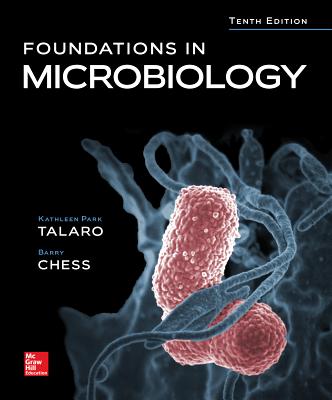 TENTH EDITION
FOUNDATIONS IN
MICROBIOLOGY
KATHLEEN PARK
TALARO
BARRY
CHESS
Mc
Graw
Hill
Education